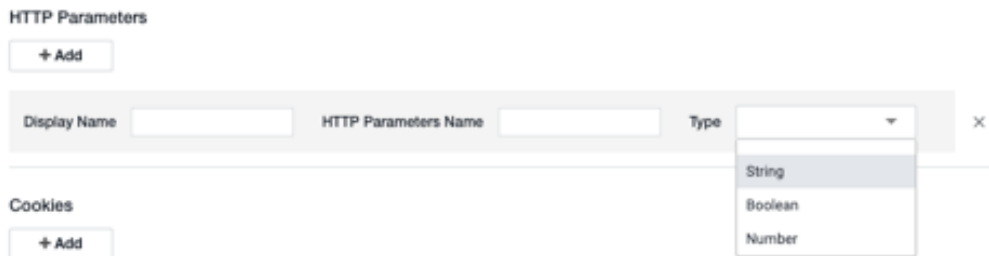 HTTP Parameters
+ Add
Display Name HTTP Parameters Name Type
String
Boolean
Number
Cookies
+ Add